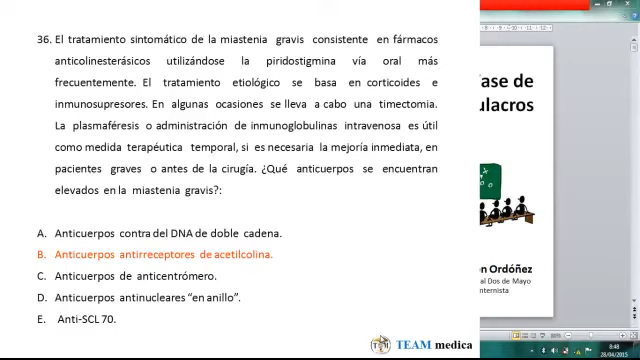 36. El tratamiento sintomático de la miastenia gravis consistente en fármacos
anticolinesterásicos utilizándose la piridostigmina vía oral más
frecuentemente. El tratamiento etiológico se basa en corticoides e
inmunosupresores. En algunas ocasiones se lleva a cabo una timectomia.
La plasmaféresis o administración de inmunoglobulinas intravenosa es útil
como medida terapéutica temporal, si es necesaria la mejoría inmediata, en
pacientes graves o antes de la cirugía. ¿Qué anticuerpos se encuentran
elevados en la miastenia gravis?:
A. Anticuerpos contra del DNA de doble cadena.
B. Anticuerpos antirreceptores de acetilcolina.
C. Anticuerpos de anticentrómero.
D. Anticuerpos antinucleares “en anillo”.
E. Anti-SCL 70.
TEAM medica
ase de
ulacros
n Ordóñez
al Dos de Mayo
nternista
88%
8:48
28/04/2015